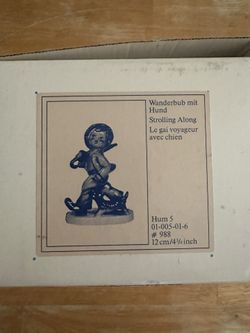 Wanderbub mit
Hund
Strolling Along
Le gai voyageur
avec chien
Hum 5
01-005-01-6
# 988
12 cm/4¾ inch